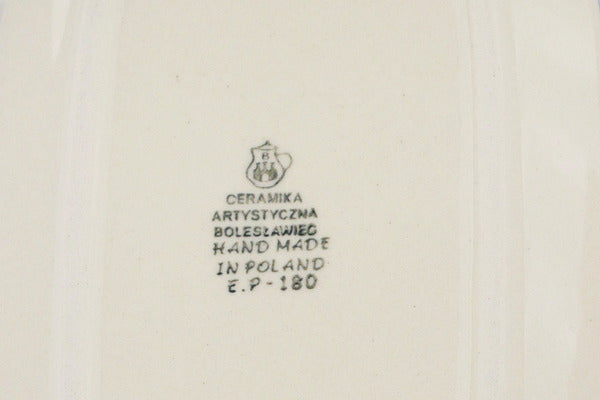 B
CERAMIKA
ARTYSTYCZNA
BOLESŁAWIEC
HAND MADE
IN POLAND
E.P-180